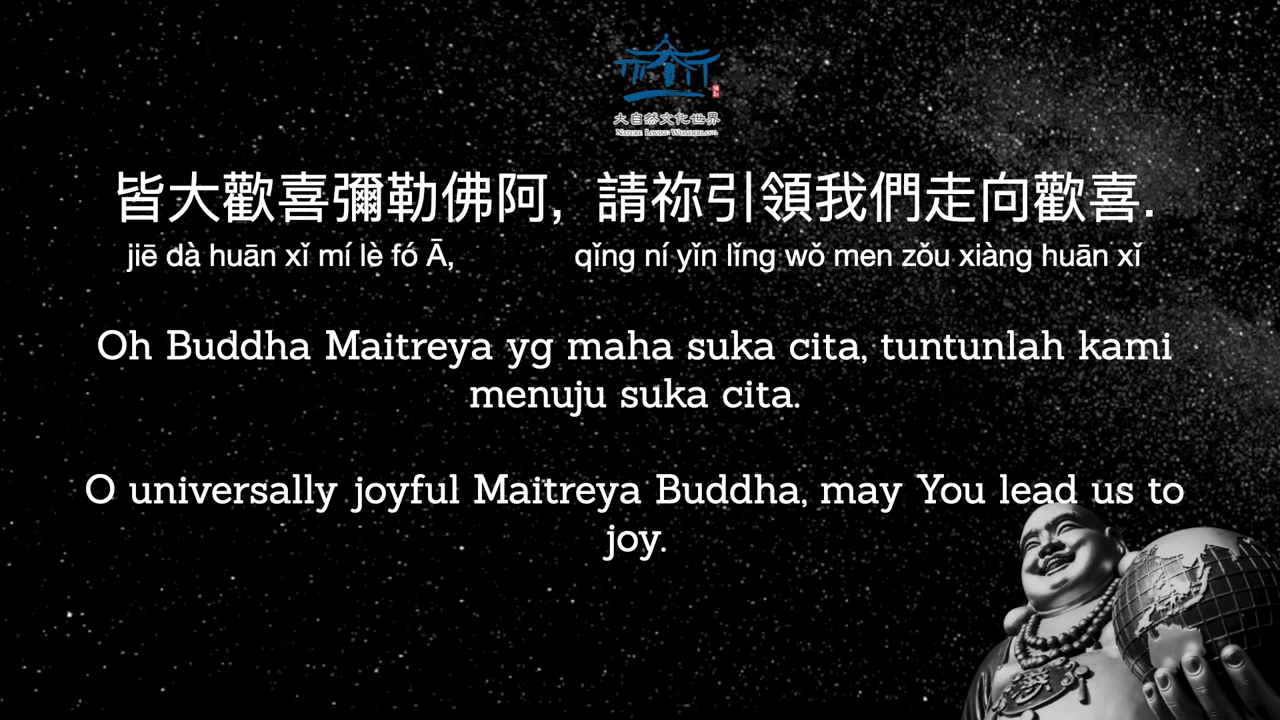 大自然文化世界
Nature Loving Wonderland
皆大歡喜彌勒佛阿, 請祢引領我們走向歡喜.
jiē dà huān xǐ mí lè fó Ā, qǐng ní yǐn lǐng wǒ men zǒu xiàng huān xǐ
Oh Buddha Maitreya yg maha suka cita, tuntunlah kami
menuju suka cita.
O universally joyful Maitreya Buddha, may You lead us to
joy.